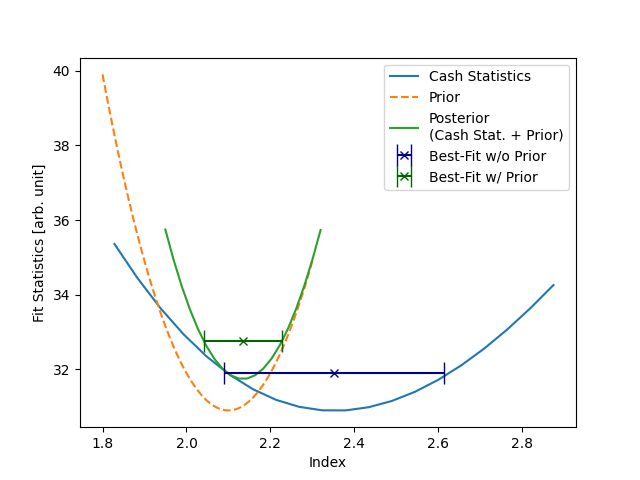 Fit Statistics [arb. unit]
40
38
36
34
32
Cash Statistics
Prior
Posterior
(Cash Stat. + Prior)
Best-Fit w/o Prior
Best-Fit w/ Prior
1.8 2.0 2.2 2.4 2.6 2.8
Index